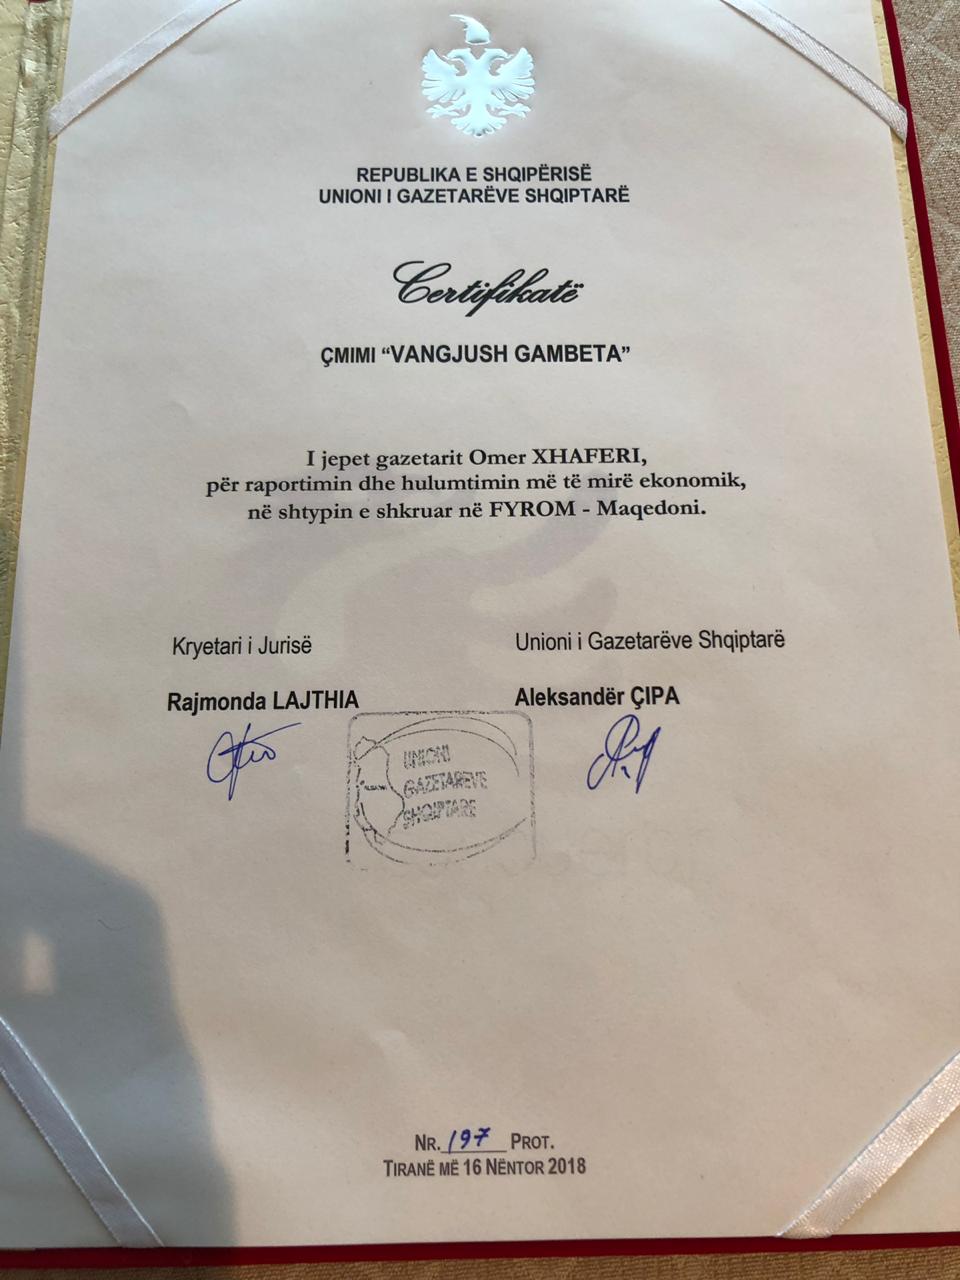 REPUBLIKA E SHQIPËRISË
UNIONI I GAZETARËVE SHQIPTARË
Certifikatë
ÇMIMI “VANGJUSH GAMBETA”
I jepet gazetarit Omer XHAFERI,
për raportimin dhe hulumtimin më të mirë ekonomik,
në shtypin e shkruar në FYROM - Maqedoni.
Kryetari i Jurisë
Rajmonda LAJTHIA
Unioni i Gazetarëve Shqiptarë
Aleksandër ÇIPA
UNIONI
GAZETAREVE
SHQIPTARE
NR. 197 PROT.
TIRANË MË 16 NËNTOR 2018